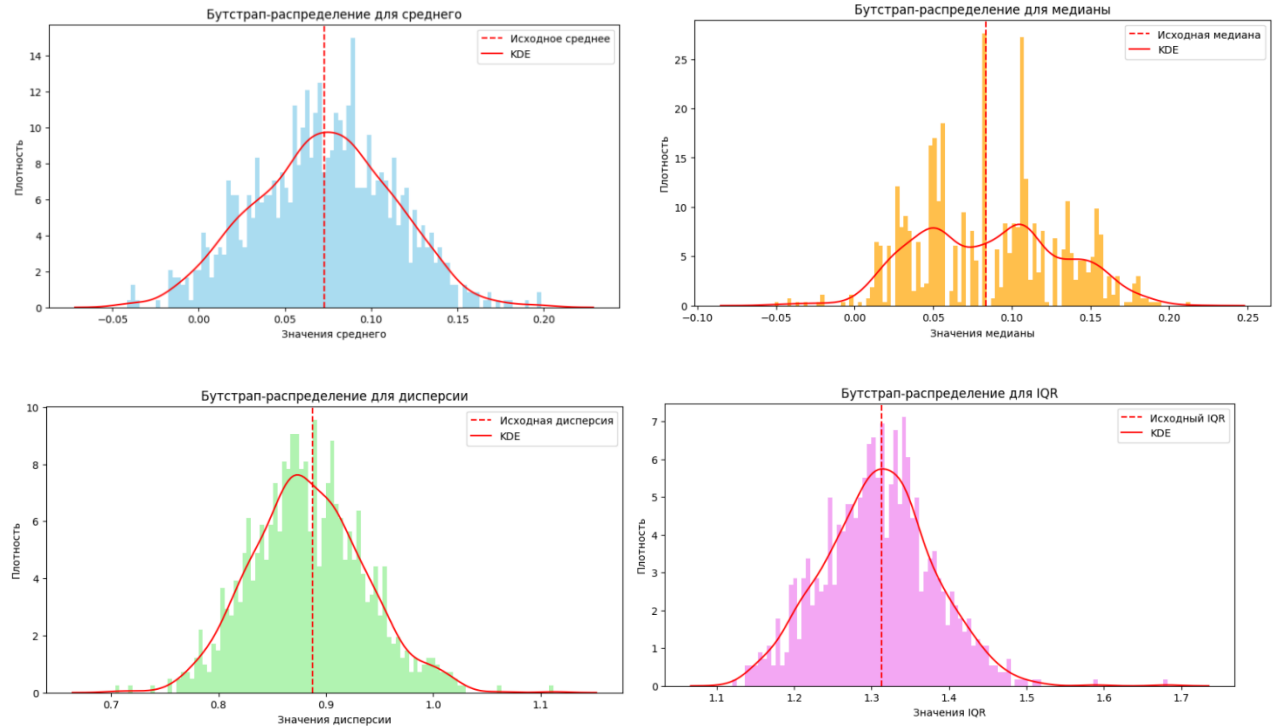 Бутстрап-распределение для среднего
Исходное среднее
KDE
Плотность
14
12
10
8
6
4
2
0
−0.05 0.00 0.05 0.10 0.15 0.20
Значения среднего
Бутстрап-распределение для медианы
Исходная медиана
KDE
Плотность
25
20
15
10
5
0
−0.10 −0.05 0.00 0.05 0.10 0.15 0.20 0.25
Значения медианы
Бутстрап-распределение для дисперсии
Исходная дисперсия
KDE
Плотность
10
8
6
4
2
0
0.7 0.8 0.9 1.0 1.1
Значения дисперсии
Бутстрап-распределение для IQR
Исходный IQR
KDE
Плотность
7
6
5
4
3
2
1
0
1.1 1.2 1.3 1.4 1.5 1.6 1.7
Значения IQR